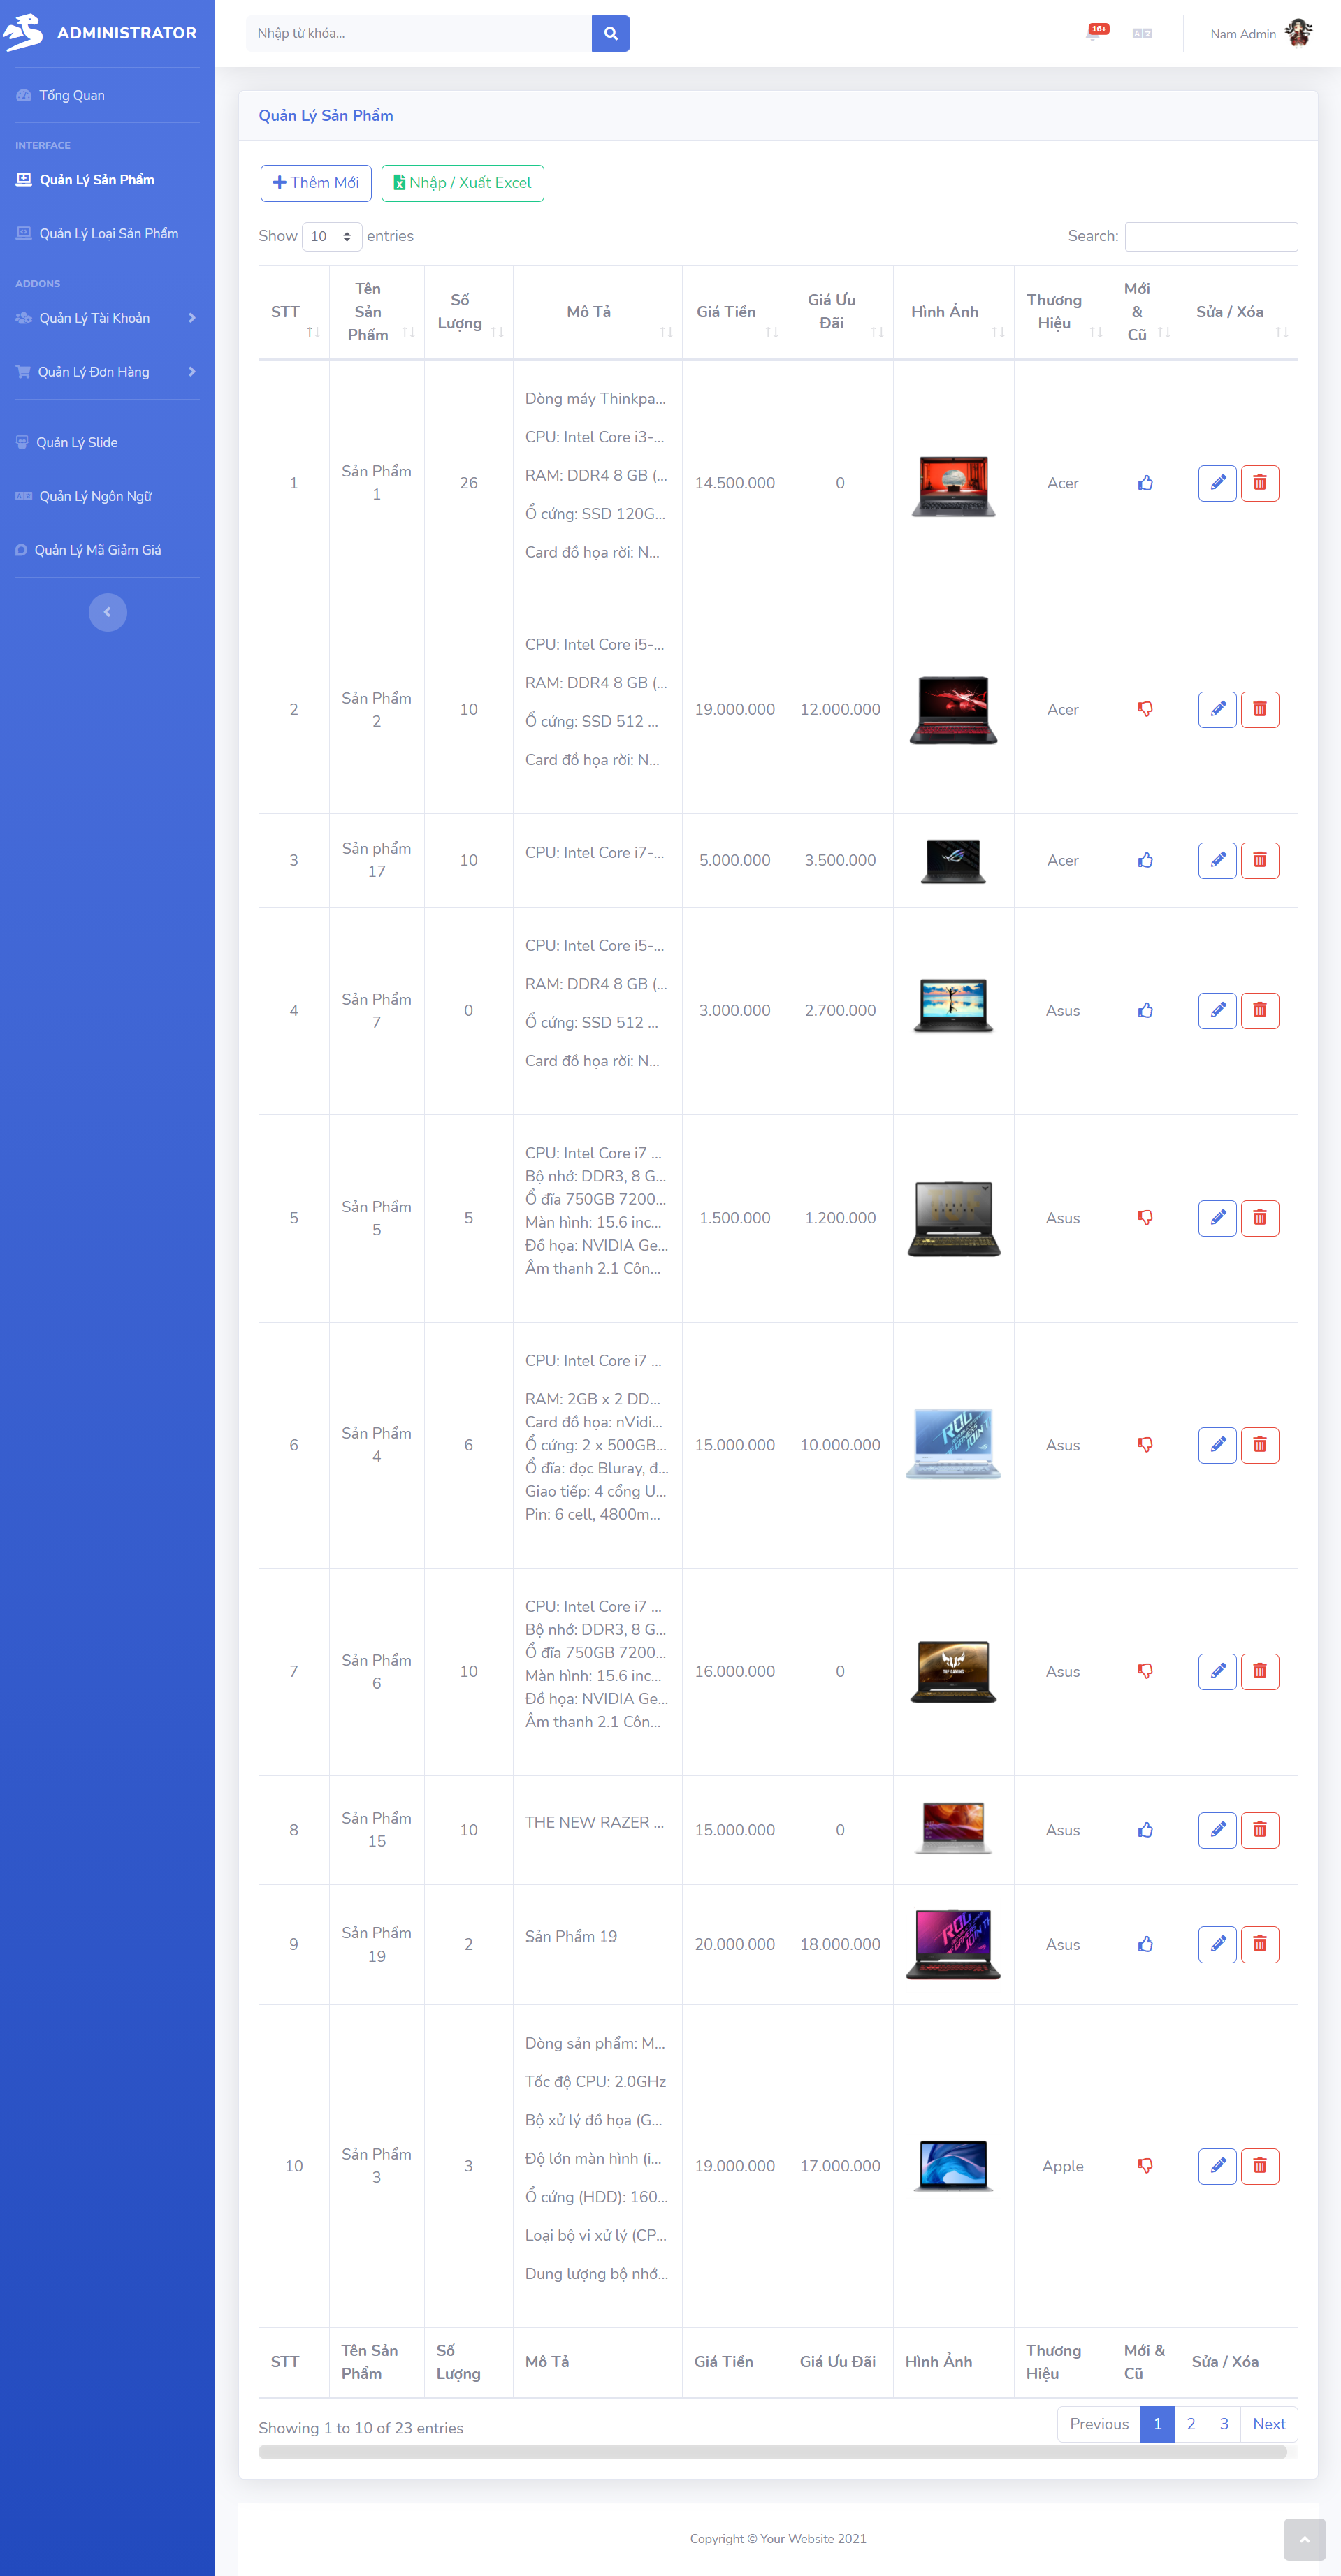 ADMINISTRATOR
Nhập từ khóa...
16+
Nam Admin
Tổng Quan
INTERFACE
Quản Lý Sản Phẩm
Quản Lý Loại Sản Phẩm
ADDONS
Quản Lý Tài Khoản
Quản Lý Đơn Hàng
Quản Lý Slide
Quản Lý Ngôn Ngữ
Quản Lý Mã Giảm Giá
Quản Lý Sản Phẩm
Thêm Mới
Nhập / Xuất Excel
Show 10 entries
Search:
STT
Tên
Sản
Phẩm
Số
Lượng
Mô Tả
Giá Tiền
Giá Ưu
Đãi
Hình Ảnh
Thương
Hiệu
Mới
&
Cũ
Sửa / Xóa
1
Sản Phẩm
1
26
Dòng máy Thinkpa...
CPU: Intel Core i3-...
RAM: DDR4 8 GB (...
Ổ cứng: SSD 120G...
Card đồ họa rời: N...
14.500.000
0
Acer
2
Sản Phẩm
2
10
CPU: Intel Core i5-...
RAM: DDR4 8 GB (...
Ổ cứng: SSD 512 ...
Card đồ họa rời: N...
19.000.000
12.000.000
Acer
3
Sản phẩm
17
10
CPU: Intel Core i7-...
5.000.000
3.500.000
Acer
4
Sản Phẩm
7
0
CPU: Intel Core i5-...
RAM: DDR4 8 GB (...
Ổ cứng: SSD 512 ...
Card đồ họa rời: N...
3.000.000
2.700.000
Asus
5
Sản Phẩm
5
5
CPU: Intel Core i7 ...
Bộ nhớ: DDR3, 8 G...
Ổ đĩa 750GB 7200...
Màn hình: 15.6 inc...
Đồ họa: NVIDIA Ge...
Âm thanh 2.1 Côn...
1.500.000
1.200.000
Asus
6
Sản Phẩm
4
6
CPU: Intel Core i7 ...
RAM: 2GB x 2 DD...
Card đồ họa: nVidi...
Ổ cứng: 2 x 500GB...
Ổ đĩa: đọc Bluray, đ...
Giao tiếp: 4 cổng U...
Pin: 6 cell, 4800m...
15.000.000
10.000.000
Asus
7
Sản Phẩm
6
10
CPU: Intel Core i7 ...
Bộ nhớ: DDR3, 8 G...
Ổ đĩa 750GB 7200...
Màn hình: 15.6 inc...
Đồ họa: NVIDIA Ge...
Âm thanh 2.1 Côn...
16.000.000
0
TUF GAMING
Asus
8
Sản Phẩm
15
10
THE NEW RAZER ...
15.000.000
0
Asus
9
Sản Phẩm
19
2
Sản Phẩm 19
20.000.000
18.000.000
Asus
10
Sản Phẩm
3
3
Dòng sản phẩm: M...
Tốc độ CPU: 2.0GHz
Bộ xử lý đồ họa (G...
Độ lớn màn hình (i...
Ổ cứng (HDD): 160...
Loại bộ vi xử lý (CP...
Dung lượng bộ nhớ...
19.000.000
17.000.000
Apple
STT
Tên Sản
Phẩm
Số
Lượng
Mô Tả
Giá Tiền
Giá Ưu Đãi
Hình Ảnh
Thương
Hiệu
Mới &
Cũ
Sửa / Xóa
Showing 1 to 10 of 23 entries
Previous 1 2 3 Next
Copyright © Your Website 2021